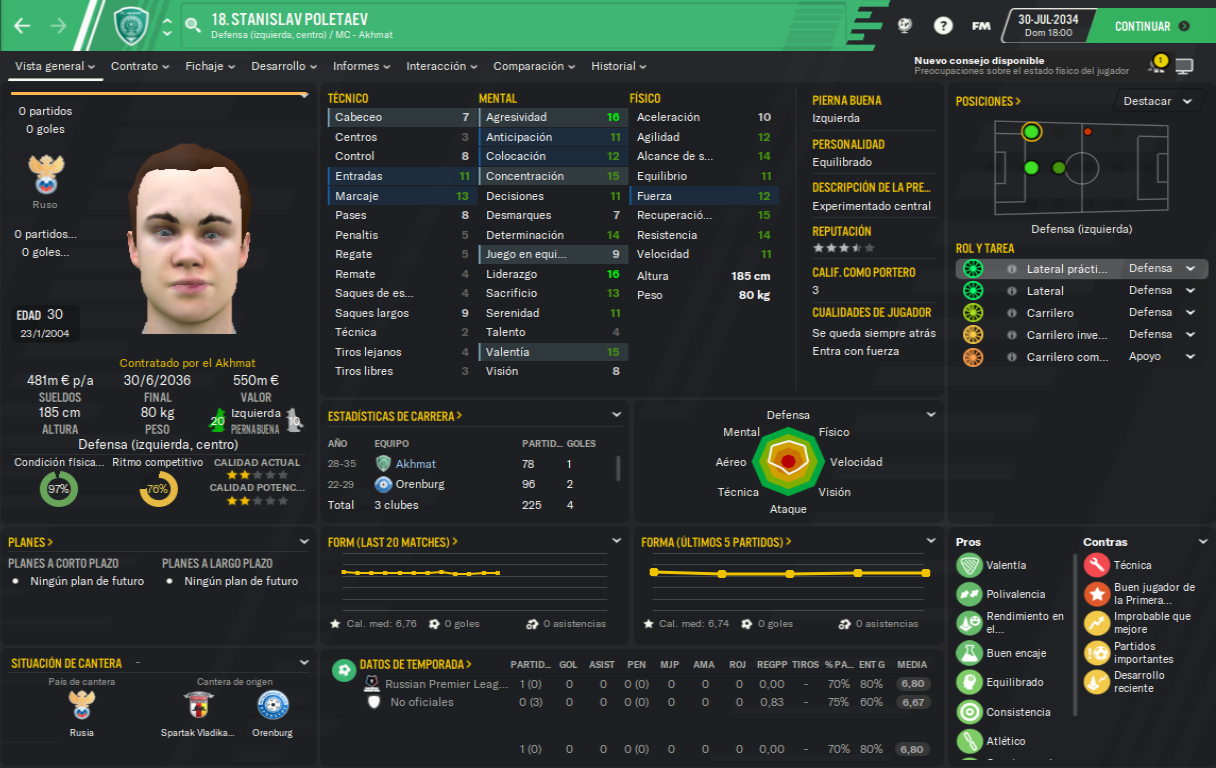 18. STANISLAV POLETAEV
Defensa (izquierda, centro) / MC - Akhmat
?
FM
30-JUL-2034
Dom 18:00
CONTINUAR
Vista general
Contrato
Fichaje
Desarrollo
Informes
Interacción
Comparación
Historial
Nuevo consejo disponible
Preocupaciones sobre el estado físico del jugador
1
0 partidos
0 goles
Ruso
0 partidos...
0 goles...
EDAD 30
23/1/2004
Contratado por el Akhmat
481m € p/a 30/6/2036 550m €
SUELDOS FINAL VALOR
185 cm 80 kg 20 Izquierda 10
ALTURA PESO PIERNA BUENA
Defensa (izquierda, centro)
Condición física... Ritmo competitivo CALIDAD ACTUAL
97% 76%
CALIDAD POTENC...
TÉCNICO
Cabeceo 7
Centros 3
Control 8
Entradas 11
Marcaje 13
Pases 8
Penaltis 5
Regate 5
Remate 4
Saques de es... 4
Saques largos 9
Técnica 2
Tiros lejanos 4
Tiros libres 3
MENTAL
Agresividad 16
Anticipación 11
Colocación 12
Concentración 15
Decisiones 11
Desmarques 7
Determinación 14
Juego en equi... 9
Liderazgo 16
Sacrificio 13
Serenidad 11
Talento 4
Valentía 15
Visión 8
FÍSICO
Aceleración 10
Agilidad 12
Alcance de s... 14
Equilibrio 11
Fuerza 12
Recuperació... 15
Resistencia 14
Velocidad 11
Altura 185 cm
Peso 80 kg
PIERNA BUENA
Izquierda
PERSONALIDAD
Equilibrado
DESCRIPCIÓN DE LA PRE...
Experimentado central
REPUTACIÓN
CALIF. COMO PORTERO
3
CUALIDADES DE JUGADOR
Se queda siempre atrás
Entra con fuerza
POSICIONES >
Destacar
Defensa (izquierda)
ROL Y TAREA
Lateral prácti... Defensa
Lateral Defensa
Carrilero Defensa
Carrilero inve... Defensa
Carrilero com... Apoyo
ESTADÍSTICAS DE CARRERA >
AÑO EQUIPO PARTID... GOLES
28-35 Akhmat 78 1
22-29 Orenburg 96 2
Total 3 clubes 225 4
Defensa
Mental Físico
Aéreo Velocidad
Técnica Visión
Ataque
PLANES >
PLANES A CORTO PLAZO PLANES A LARGO PLAZO
Ningún plan de futuro Ningún plan de futuro
FORM (LAST 20 MATCHES) >
Cal. med: 6,76 0 goles 0 asistencias
FORMA (ÚLTIMOS 5 PARTIDOS) >
Cal. med: 6,74 0 goles 0 asistencias
Pros
Valentía
Polivalencia
Rendimiento en
el...
Buen encaje
Equilibrado
Consistencia
Atlético
Contras
Técnica
Buen jugador de
la Primera...
Improbable que
mejore
Partidos
importantes
Desarrollo
reciente
SITUACIÓN DE CANTERA -
País de cantera Cantera de origen
Rusia Spartak Vladika... Orenburg
DATOS DE TEMPORADA > PARTID... GOL ASIST PEN MJP AMA ROJ REGPP TIROS % PA... ENT G MEDIA
Russian Premier Leag... 1 (0) 0 0 0 (0) 0 0 0 0,00 - 70% 80% 6,80
No oficiales 0 (3) 0 0 0 (0) 0 0 0 0,83 - 75% 60% 6,67
1 (0) 0 0 0 (0) 0 0 0 0,00 - 70% 80% 6,80